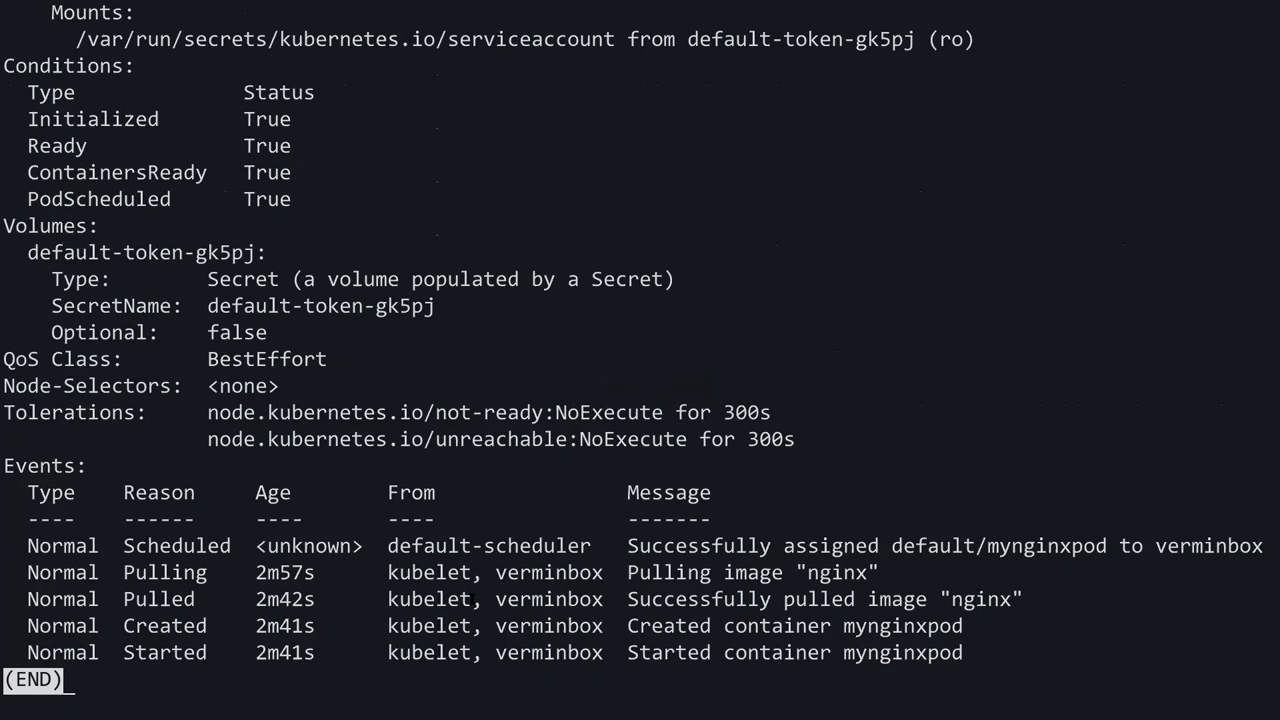 Mounts:
      /var/run/secrets/kubernetes.io/serviceaccount from default-token-gk5pj (ro)
Conditions:
  Type              Status
  Initialized       True
  Ready             True
  ContainersReady   True
  PodScheduled      True
Volumes:
  default-token-gk5pj:
    Type:        Secret (a volume populated by a Secret)
    SecretName:  default-token-gk5pj
    Optional:    false
QoS Class:       BestEffort
Node-Selectors:  <none>
Tolerations:     node.kubernetes.io/not-ready:NoExecute for 300s
                 node.kubernetes.io/unreachable:NoExecute for 300s
Events:
  Type    Reason     Age        From                Message
  ----    ------     ----       ----                -------
  Normal  Scheduled  <unknown>  default-scheduler   Successfully assigned default/mynginxpod to verminbox
  Normal  Pulling    2m57s      kubelet, verminbox  Pulling image "nginx"
  Normal  Pulled     2m42s      kubelet, verminbox  Successfully pulled image "nginx"
  Normal  Created    2m41s      kubelet, verminbox  Created container mynginxpod
  Normal  Started    2m41s      kubelet, verminbox  Started container mynginxpod
(END)